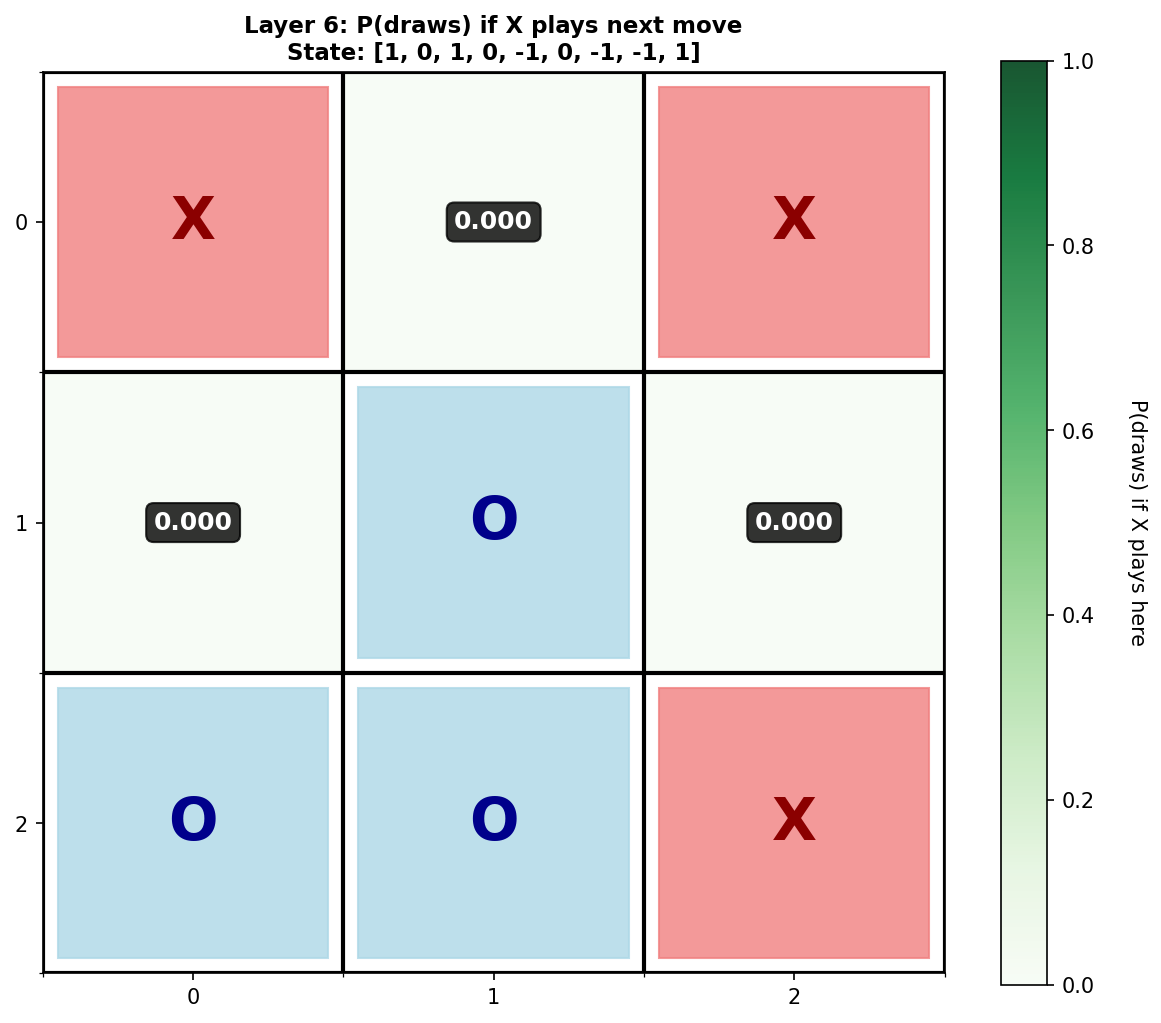 Layer 6: P(draws) if X plays next move
State: [1, 0, 1, 0, -1, 0, -1, -1, 1]
X
0.000
X
0
0.000
O
0.000
1
O
O
X
2
0
1
2
1.0
0.8
0.6
0.4
0.2
0.0
P(draws) if X plays here